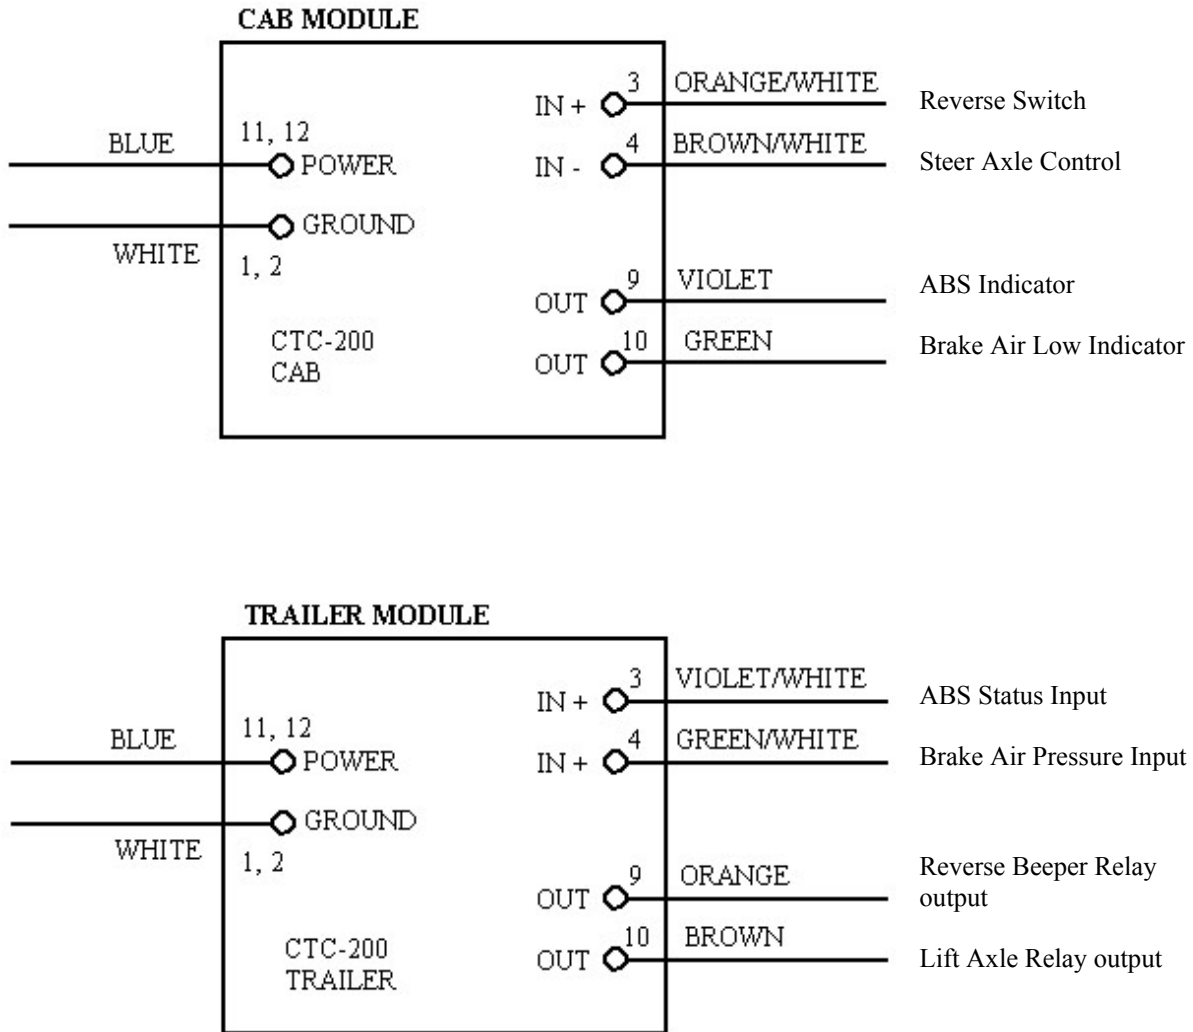 CAB MODULE
BLUE
11, 12
POWER
WHITE
GROUND
1, 2
CTC-200
CAB
IN +
3
ORANGE/WHITE
Reverse Switch
IN -
4
BROWN/WHITE
Steer Axle Control
OUT
9
VIOLET
ABS Indicator
OUT
10
GREEN
Brake Air Low Indicator
TRAILER MODULE
BLUE
11, 12
POWER
WHITE
GROUND
1, 2
CTC-200
TRAILER
IN +
3
VIOLET/WHITE
ABS Status Input
IN +
4
GREEN/WHITE
Brake Air Pressure Input
OUT
9
ORANGE
Reverse Beeper Relay
output
OUT
10
BROWN
Lift Axle Relay output